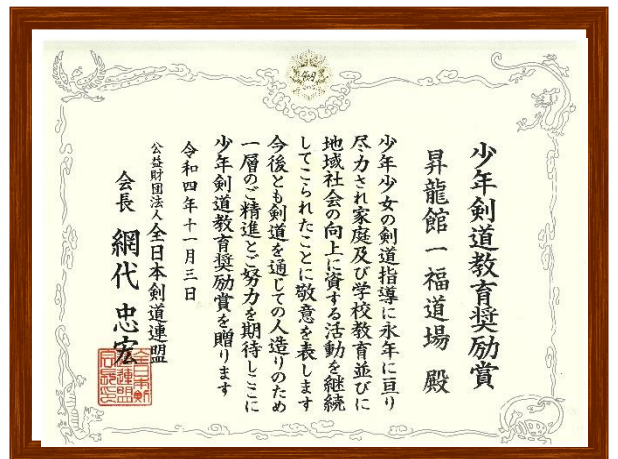 少年剣道教育奨励賞
昇龍館一福道場 殿
少年少女の剣道指導に永年に亘り
尽力され家庭及び学校教育並びに
地域社会の向上に資する活動を継続
してこられたことに敬意を表します
今後とも剣道を通じての人造りのため
一層のご精進とご努力を期待しここに
少年剣道教育奨励賞を贈ります
令和四年十一月三日
公益財団法人全日本剣道連盟
会長 網代 忠宏